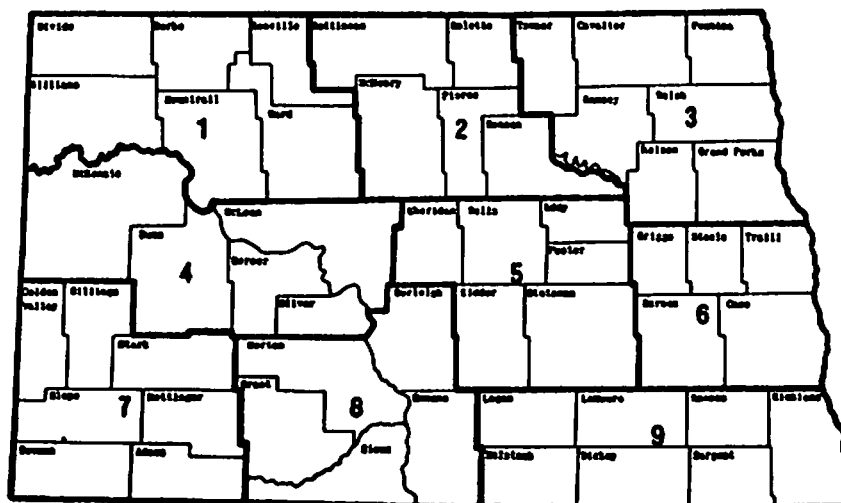 Divide
Burke
Renville
Bottineau
Rolette
Towner
Cavalier
Pembina
Williams
Mountrail
Ward
McHenry
Pierce
Benson
Ramsey
Walsh
1
2
3
Nelson
Grand Forks
McKenzie
McLean
Sheridan
Wells
Eddy
Dunn
Mercer
Foster
Griggs
Steele
Traill
4
5
Golden
Valley
Billings
Oliver
Burleigh
Kidder
Stutsman
Barnes
Cass
6
Stark
Morton
Slope
Hettinger
Grant
Emmons
Logan
LaMoure
Ransom
Richland
7
8
9
Bowman
Adams
Sioux
McIntosh
Dickey
Sargent